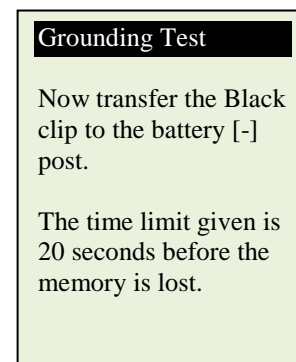 Grounding Test
Now transfer the Black
clip to the battery [-]
post.
The time limit given is
20 seconds before the
memory is lost.